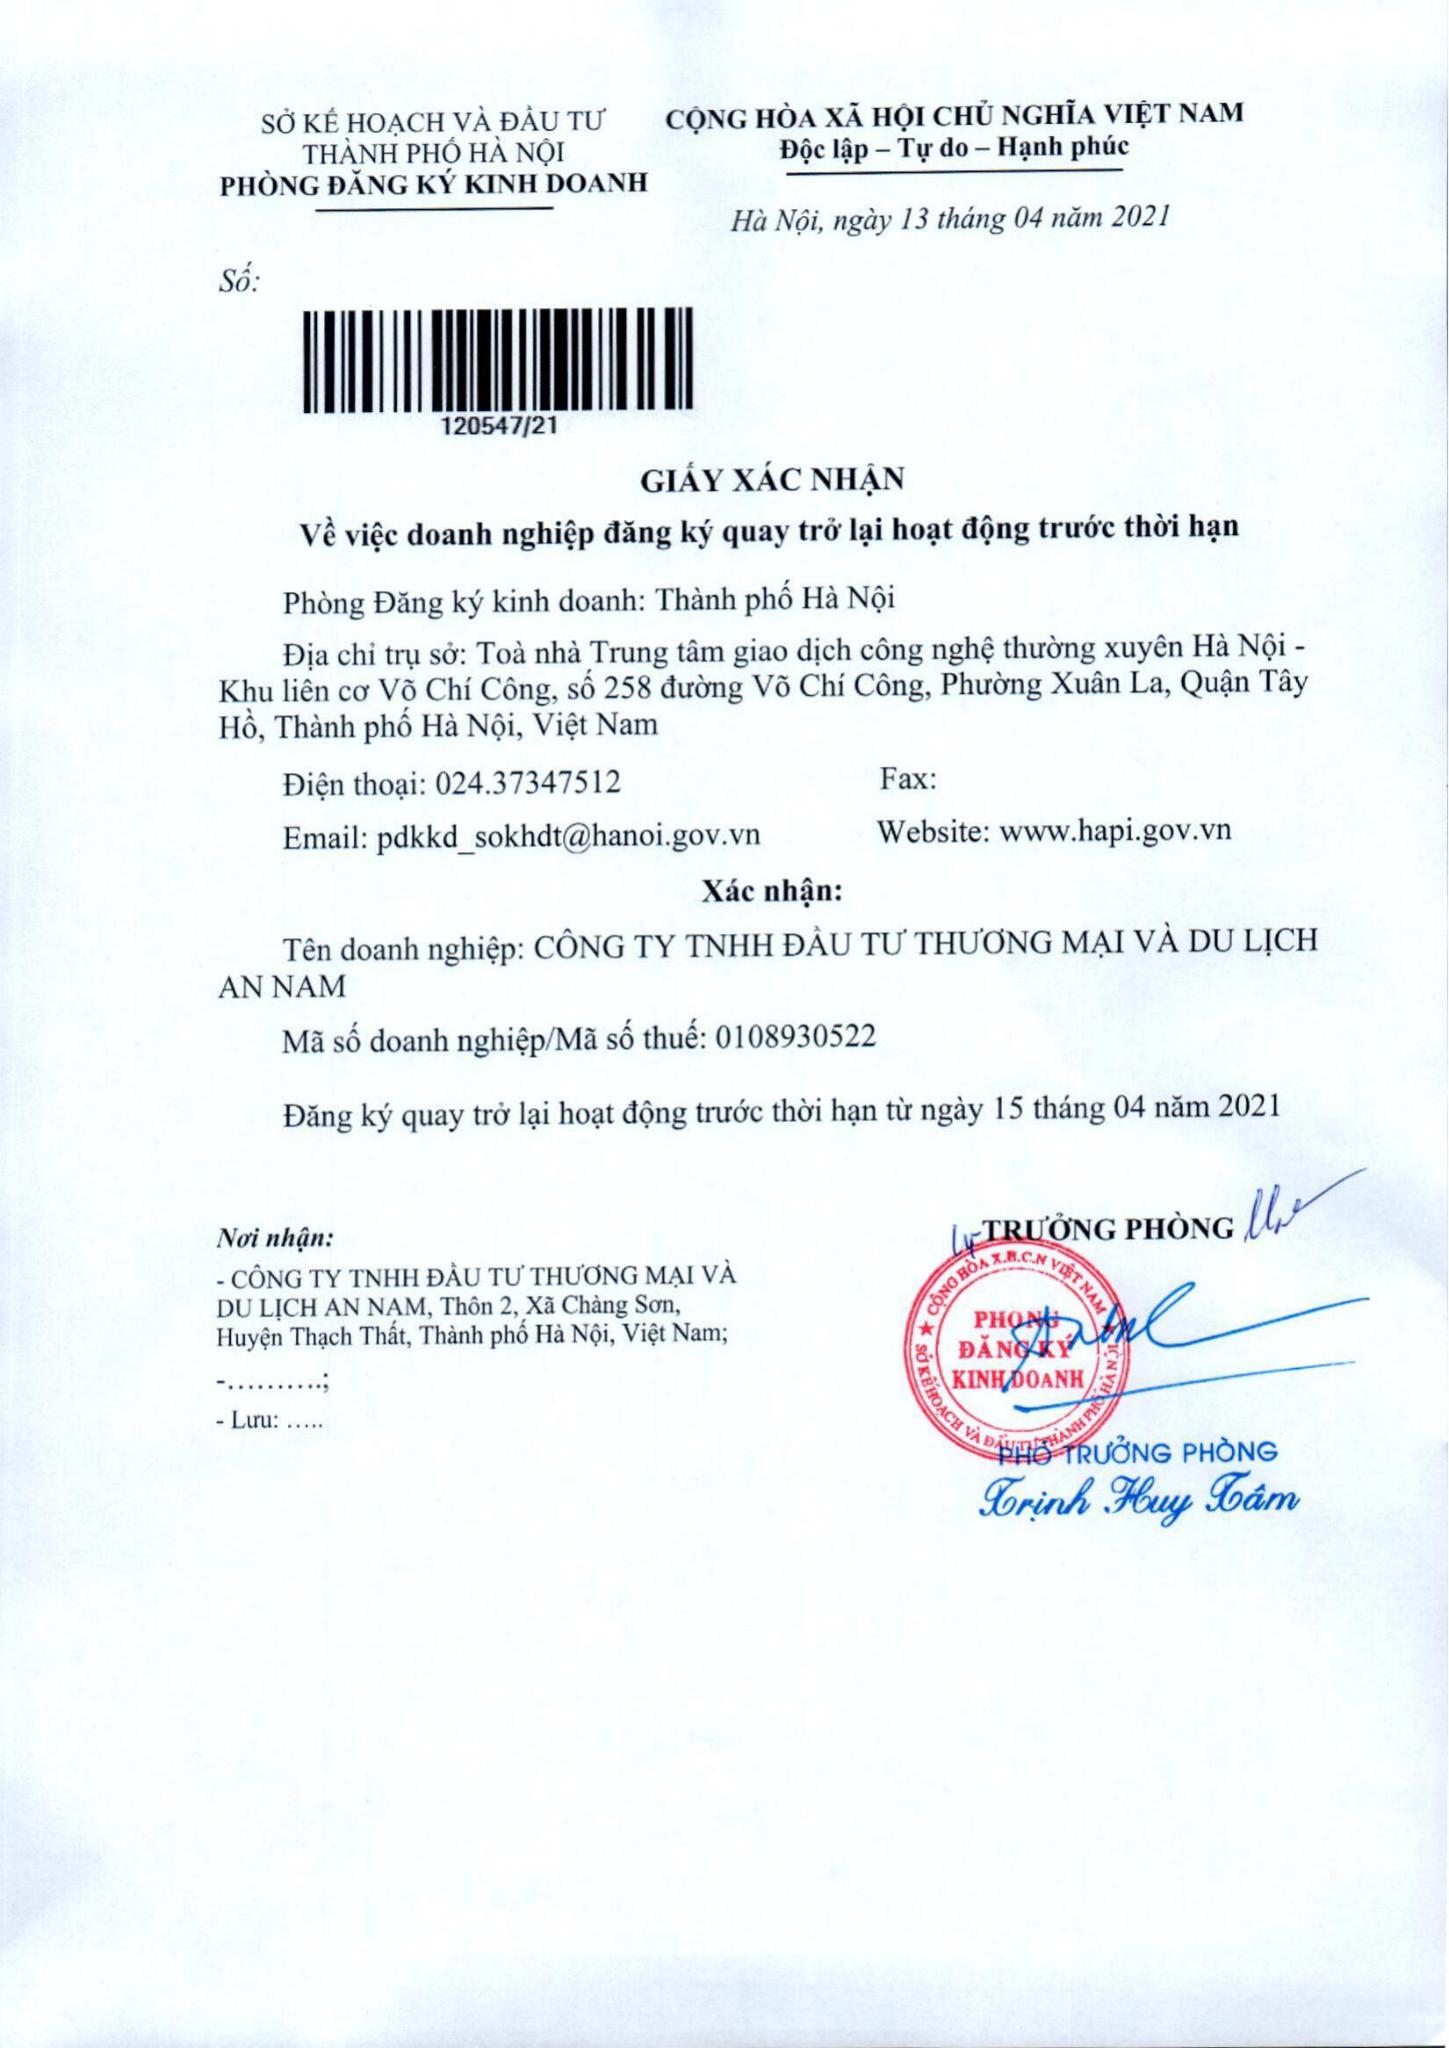 SỞ KẾ HOẠCH VÀ ĐẦU TƯ
THÀNH PHỐ HÀ NỘI
PHÒNG ĐĂNG KÝ KINH DOANH
CỘNG HÒA XÃ HỘI CHỦ NGHĨA VIỆT NAM
Độc lập – Tự do – Hạnh phúc
Hà Nội, ngày 13 tháng 04 năm 2021
Số:
120547/21
GIẤY XÁC NHẬN
Về việc doanh nghiệp đăng ký quay trở lại hoạt động trước thời hạn
Phòng Đăng ký kinh doanh: Thành phố Hà Nội
Địa chỉ trụ sở: Toà nhà Trung tâm giao dịch công nghệ thường xuyên Hà Nội -
Khu liên cơ Võ Chí Công, số 258 đường Võ Chí Công, Phường Xuân La, Quận Tây
Hồ, Thành phố Hà Nội, Việt Nam
Điện thoại: 024.37347512 Fax:
Email: pdkkd_sokhdt@hanoi.gov.vn Website: www.hapi.gov.vn
Xác nhận:
Tên doanh nghiệp: CÔNG TY TNHH ĐẦU TƯ THƯƠNG MẠI VÀ DU LỊCH
AN NAM
Mã số doanh nghiệp/Mã số thuế: 0108930522
Đăng ký quay trở lại hoạt động trước thời hạn từ ngày 15 tháng 04 năm 2021
Nơi nhận:
- CÔNG TY TNHH ĐẦU TƯ THƯƠNG MẠI VÀ
DU LỊCH AN NAM, Thôn 2, Xã Chàng Sơn,
Huyện Thạch Thất, Thành phố Hà Nội, Việt Nam;
-……….;
- Lưu: …..
TRƯỞNG PHÒNG
CỘNG HÒA X.H.C.N VIỆT NAM
PHÒNG
ĐĂNG KÝ
KINH DOANH
SỞ KẾ HOẠCH VÀ ĐẦU TƯ THÀNH PHỐ HÀ NỘI
PHÓ TRƯỞNG PHÒNG
Trịnh Huy Tâm